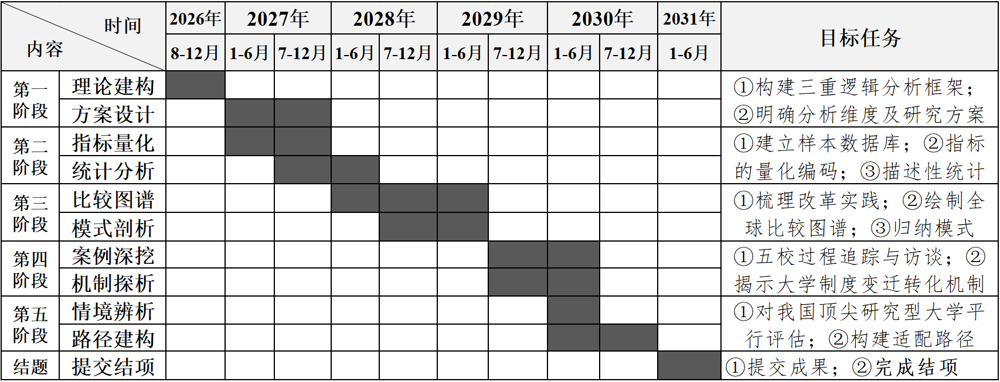 时间
内容
2026年 2027年 2028年 2029年 2030年 2031年
目标任务
8-12月 1-6月 7-12月 1-6月 7-12月 1-6月 7-12月 1-6月 7-12月 1-6月
第一
阶段
理论建构
方案设计
①构建三重逻辑分析框架；
②明确分析维度及研究方案
第二
阶段
指标量化
统计分析
①建立样本数据库；②指标
的量化编码；③描述性统计
第三
阶段
比较图谱
模式剖析
①梳理改革实践；②绘制全
球比较图谱；③归纳模式
第四
阶段
案例深挖
机制探析
①五校过程追踪与访谈；②
揭示大学制度变迁转化机制
第五
阶段
情境辨析
路径建构
①对我国顶尖研究型大学平
行评估；②构建适配路径
结题
提交结项
①提交成果；②完成结项